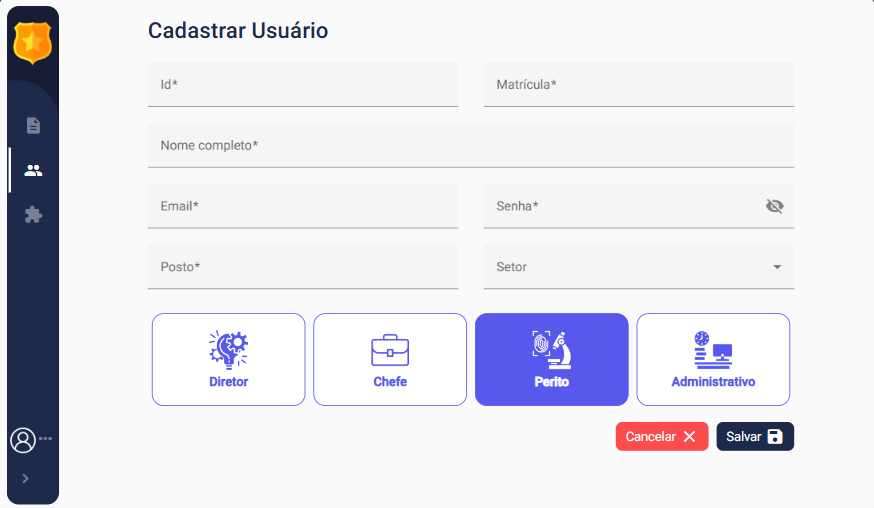 Cadastrar Usuário
Id* Matrícula*
Nome completo*
Email* Senha*
Posto* Setor
Diretor Chefe Perito Administrativo
Cancelar Salvar